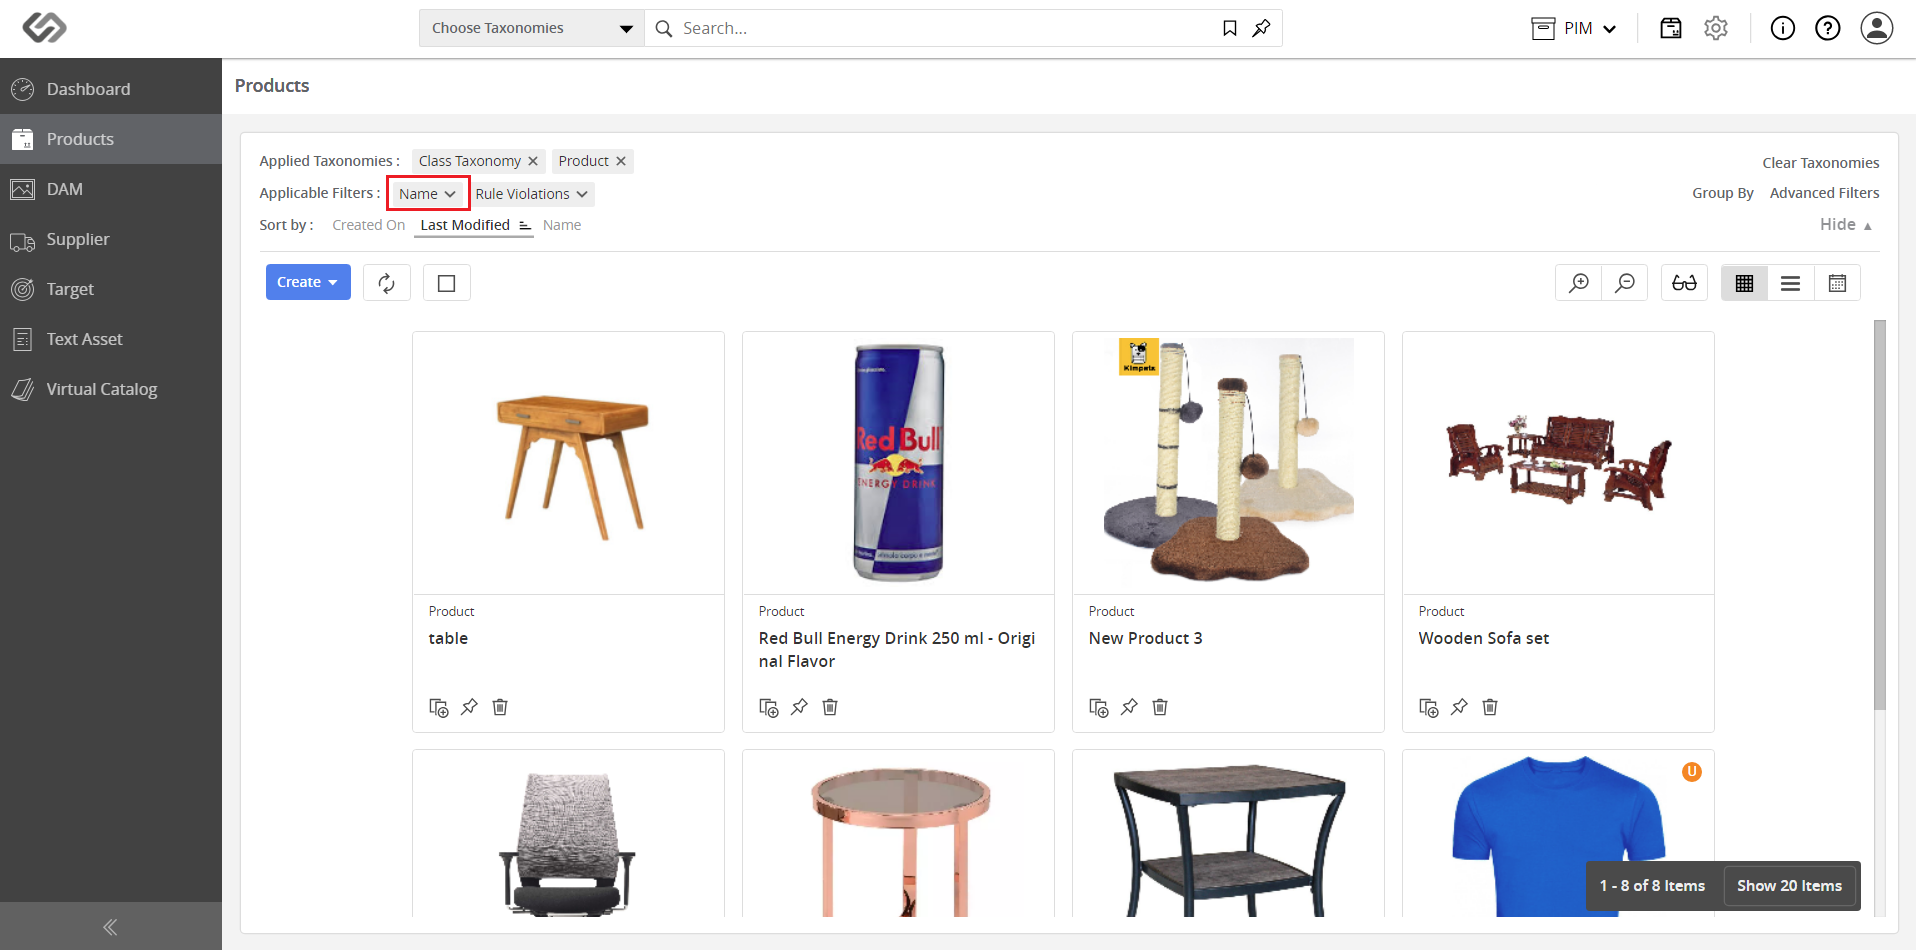 Choose Taxonomies
Search...
PIM
Dashboard
Products
DAM
Supplier
Target
Text Asset
Virtual Catalog
Products
Applied Taxonomies : Class Taxonomy Product
Clear Taxonomies
Applicable Filters : Name Rule Violations
Group By Advanced Filters
Sort by : Created On Last Modified Name
Hide
Create
Red Bull
ENERGY DRINK
Kimpets
Product
table
Product
Red Bull Energy Drink 250 ml - Origi
nal Flavor
Product
New Product 3
Product
Wooden Sofa set
U
1 - 8 of 8 Items
Show 20 Items